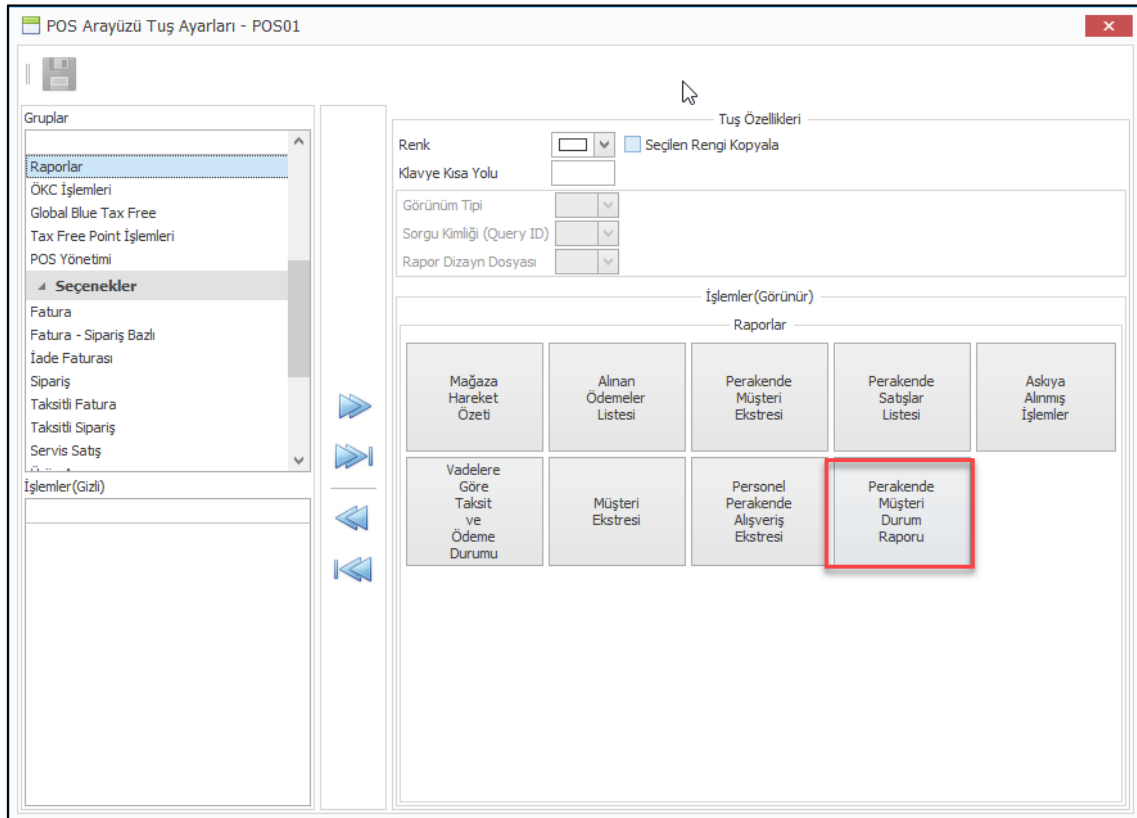 POS Arayüzü Tuş Ayarları - POS01
Gruplar
Raporlar
ÖKC İşlemleri
Global Blue Tax Free
Tax Free Point İşlemleri
POS Yönetimi
Seçenekler
Fatura
Fatura - Sipariş Bazlı
İade Faturası
Sipariş
Taksitli Fatura
Taksitli Sipariş
Servis Satış
İşlemler(Gizli)
Tuş Özellikleri
Renk
Seçilen Rengi Kopyala
Klavye Kısa Yolu
Görünüm Tipi
Sorgu Kimliği (Query ID)
Rapor Dizayn Dosyası
İşlemler(Görünür)
Raporlar
Mağaza
Hareket
Özeti
Alınan
Ödemeler
Listesi
Perakende
Müşteri
Ekstresi
Perakende
Satışlar
Listesi
Askıya
Alınmış
İşlemler
Vadelere
Göre
Taksit
ve
Ödeme
Durumu
Müşteri
Ekstresi
Personel
Perakende
Alışveriş
Ekstresi
Perakende
Müşteri
Durum
Raporu